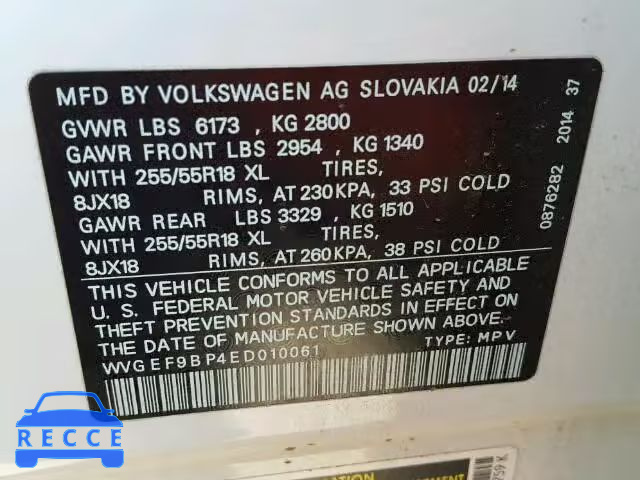 MFD BY VOLKSWAGEN AG SLOVAKIA 02/14
GVWR LBS 6173 , KG 2800
GAWR FRONT LBS 2954 , KG 1340
WITH 255/55R18 XL TIRES,
8JX18 RIMS, AT 230KPA, 33 PSI COLD
GAWR REAR LBS 3329 , KG 1510
WITH 255/55R18 XL TIRES,
8JX18 RIMS, AT 260KPA, 38 PSI COLD
THIS VEHICLE CONFORMS TO ALL APPLICABLE
U. S. FEDERAL MOTOR VEHICLE SAFETY AND
THEFT PREVENTION STANDARDS IN EFFECT ON
THE DATE OF MANUFACTURE SHOWN ABOVE.
WVGEF9BP4ED010061 TYPE: MPV
0876282 2014 37
RECCE